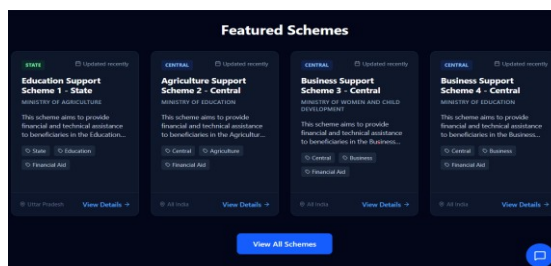 Featured Schemes
STATE
Updated recently
Education Support
Scheme 1 - State
MINISTRY OF AGRICULTURE
This scheme aims to provide
financial and technical assistance
to beneficiaries in the Education...
State
Education
Financial Aid
Uttar Pradesh
View Details →
CENTRAL
Updated recently
Agriculture Support
Scheme 2 - Central
MINISTRY OF EDUCATION
This scheme aims to provide
financial and technical assistance
to beneficiaries in the Agricultur...
Central
Agriculture
Financial Aid
All India
View Details →
CENTRAL
Updated recently
Business Support
Scheme 3 - Central
MINISTRY OF WOMEN AND CHILD
DEVELOPMENT
This scheme aims to provide
financial and technical assistance
to beneficiaries in the Business...
Central
Business
Financial Aid
All India
View Details →
CENTRAL
Updated recently
Business Support
Scheme 4 - Central
MINISTRY OF EDUCATION
This scheme aims to provide
financial and technical assistance
to beneficiaries in the Business...
Central
Business
Financial Aid
All India
View Details →
View All Schemes